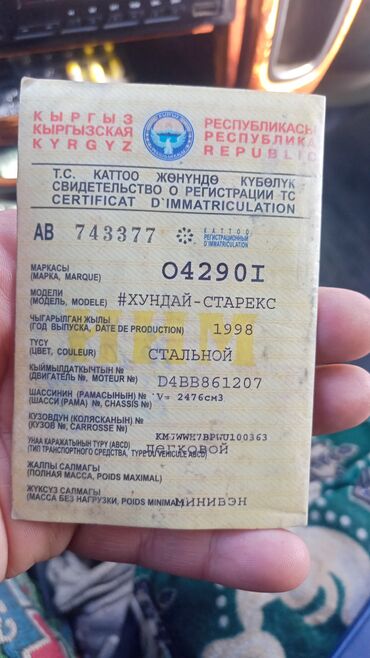 КЫРГЫЗ РЕСПУБЛИКАСЫ
КЫРГЫЗСКАЯ РЕСПУБЛИКА
KYRGYZ REPUBLIC
Т.С. КАТТОО ЖӨНҮНДӨ КҮБӨЛҮК
СВИДЕТЕЛЬСТВО О РЕГИСТРАЦИИ ТС
CERTIFICAT D`IMMATRICULATION
АВ 743377 КАТТОО
РЕГИСТРАЦИОННЫЙ
D`IMMATRICULATION
МАРКАСЫ
(МАРКА, MARQUE) O4290I
МОДЕЛИ
(МОДЕЛЬ, MODELE) #ХУНДАЙ-СТАРЕКС
ЧЫГАРЫЛГАН ЖЫЛЫ
(ГОД ВЫПУСКА, DATE DE PRODUCTION) 1998
ТҮСҮ
(ЦВЕТ, COULEUR) СТАЛЬНОЙ
КЫЙМЫЛДАТКЫЧТЫН №
(ДВИГАТЕЛЬ №, MOTEUR №) D4BB861207
ШАССИНИН (РАМАСЫНЫН) №
(ШАССИ (РАМА) №, CHASSIS №) V= 2476см3
КУЗОВДУН (КОЛЯСКАНЫН) №
(КУЗОВ №, CARROSSE №)
УНАА КАРАЖАТЫНЫН ТҮРҮ (ABCD)
(ТИП ТРАНСПОРТНОГО СРЕДСТВА, TYPE DU VEHICULE ABCD) ЛЕГКОВОЙ
ЖАЛПЫ САЛМАГЫ
(ПОЛНАЯ МАССА, POIDS MAXIMAL)
ЖҮКСҮЗ САЛМАГЫ
(МАССА БЕЗ НАГРУЗКИ, POIDS MINIMAL) МИНИВЭН